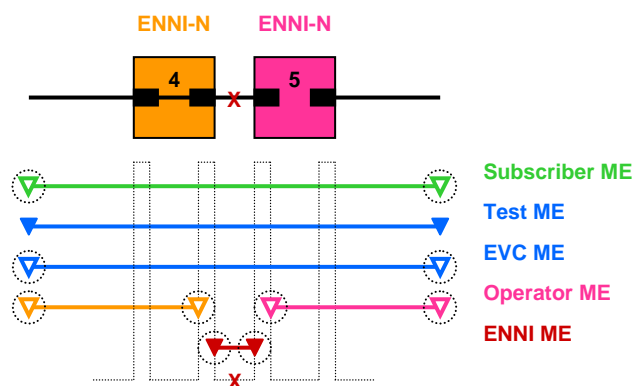 ENNI-N ENNI-N
4 5
x
Subscriber ME
Test ME
EVC ME
Operator ME
ENNI ME
x